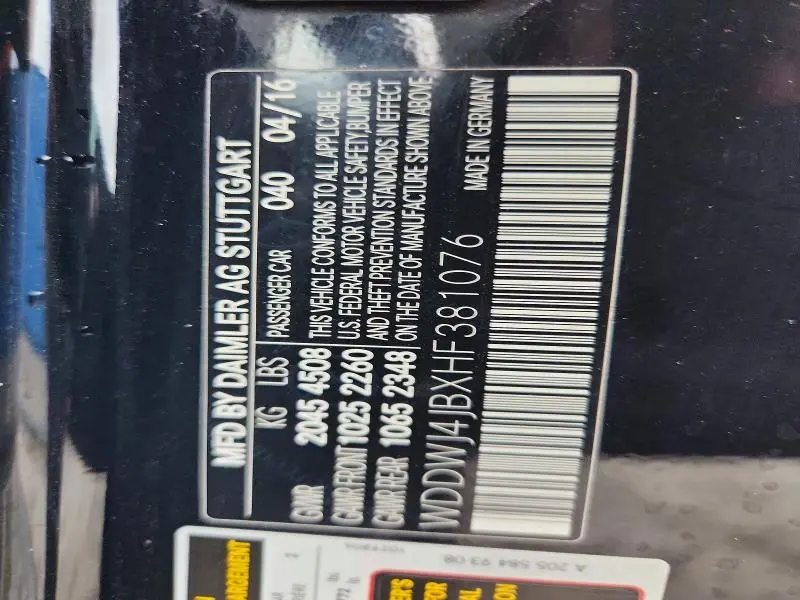 MFD BY DAIMLER AG STUTTGART
KG LBS PASSENGER CAR 040 04/16
GVWR 2045 4508 THIS VEHICLE CONFORMS TO ALL APPLICABLE
GAWR FRONT 1025 2260 U.S. FEDERAL MOTOR VEHICLE SAFETY,BUMPER
GAWR REAR 1065 2348 AND THEFT PREVENTION STANDARDS IN EFFECT
ON THE DATE OF MANUFACTURE SHOWN ABOVE
WDDWJ4JBXHF381076 MADE IN GERMANY
A 205 584 93 08